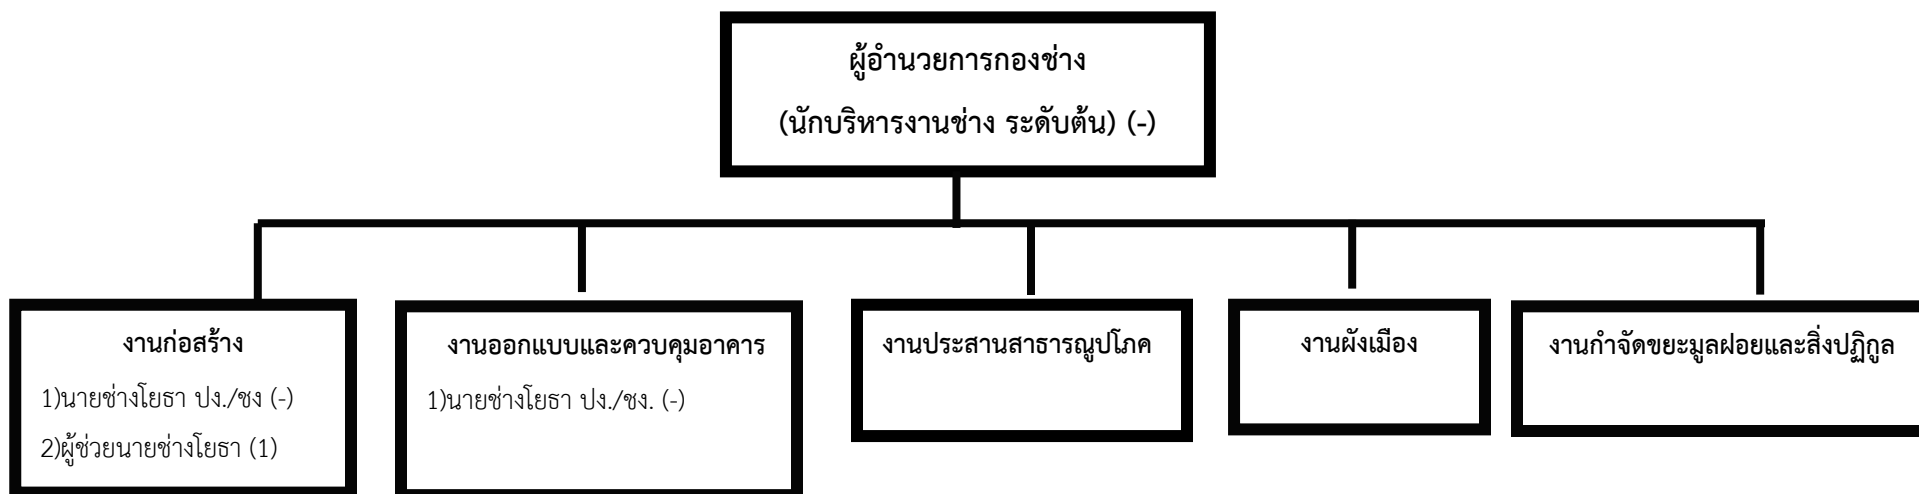 ผู้อำนวยการกองช่าง
(นักบริหารงานช่าง ระดับต้น) (-)
งานก่อสร้าง
1)นายช่างโยธา ปง./ชง (-)
2)ผู้ช่วยนายช่างโยธา (1)
งานออกแบบและควบคุมอาคาร
1)นายช่างโยธา ปง./ชง. (-)
งานประสานสาธารณูปโภค
งานผังเมือง
งานกำจัดขยะมูลฝอยและสิ่งปฏิกูล